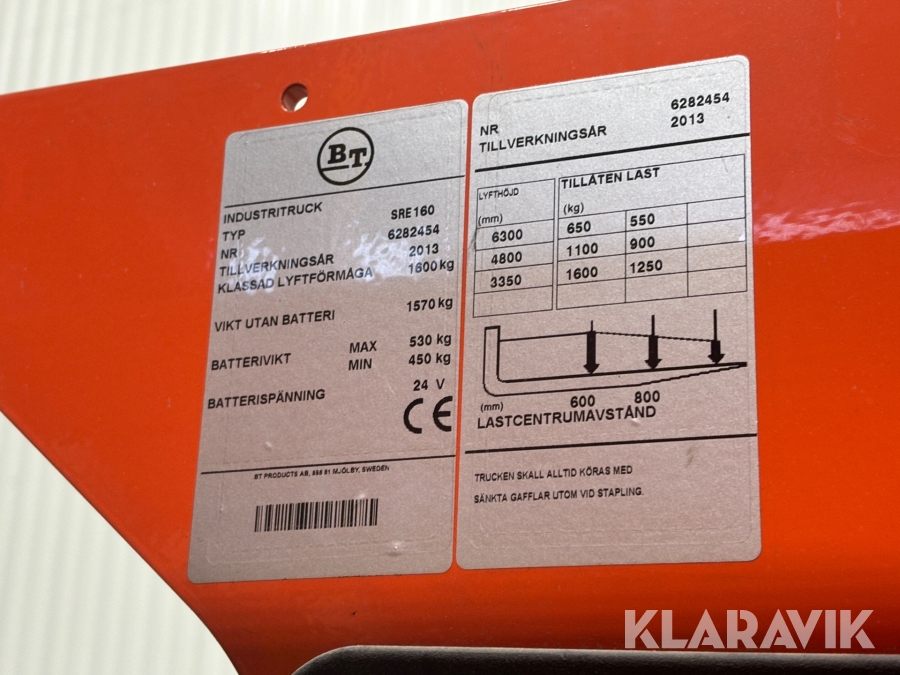 BT
INDUSTRITRUCK
TYP SRE160
NR 6282454
TILLVERKNINGSÅR 2013
KLASSAD LYFTFÖRMÅGA 1600 kg
VIKT UTAN BATTERI 1570 kg
BATTERIVIKT MAX 530 kg
MIN 450 kg
BATTERISPÄNNING 24 V
CE
BT PRODUCTS AB, 595 81 MJÖLBY, SWEDEN
NR 6282454
TILLVERKNINGSÅR 2013
LYFTHÖJD TILLÅTEN LAST
(mm) (kg)
6300 650 550
4800 1100 900
3350 1600 1250
(mm) 600 800
LASTCENTRUMAVSTÅND
TRUCKEN SKALL ALLTID KÖRAS MED
SÄNKTA GAFFLAR UTOM VID STAPLING.
KLARAVIK